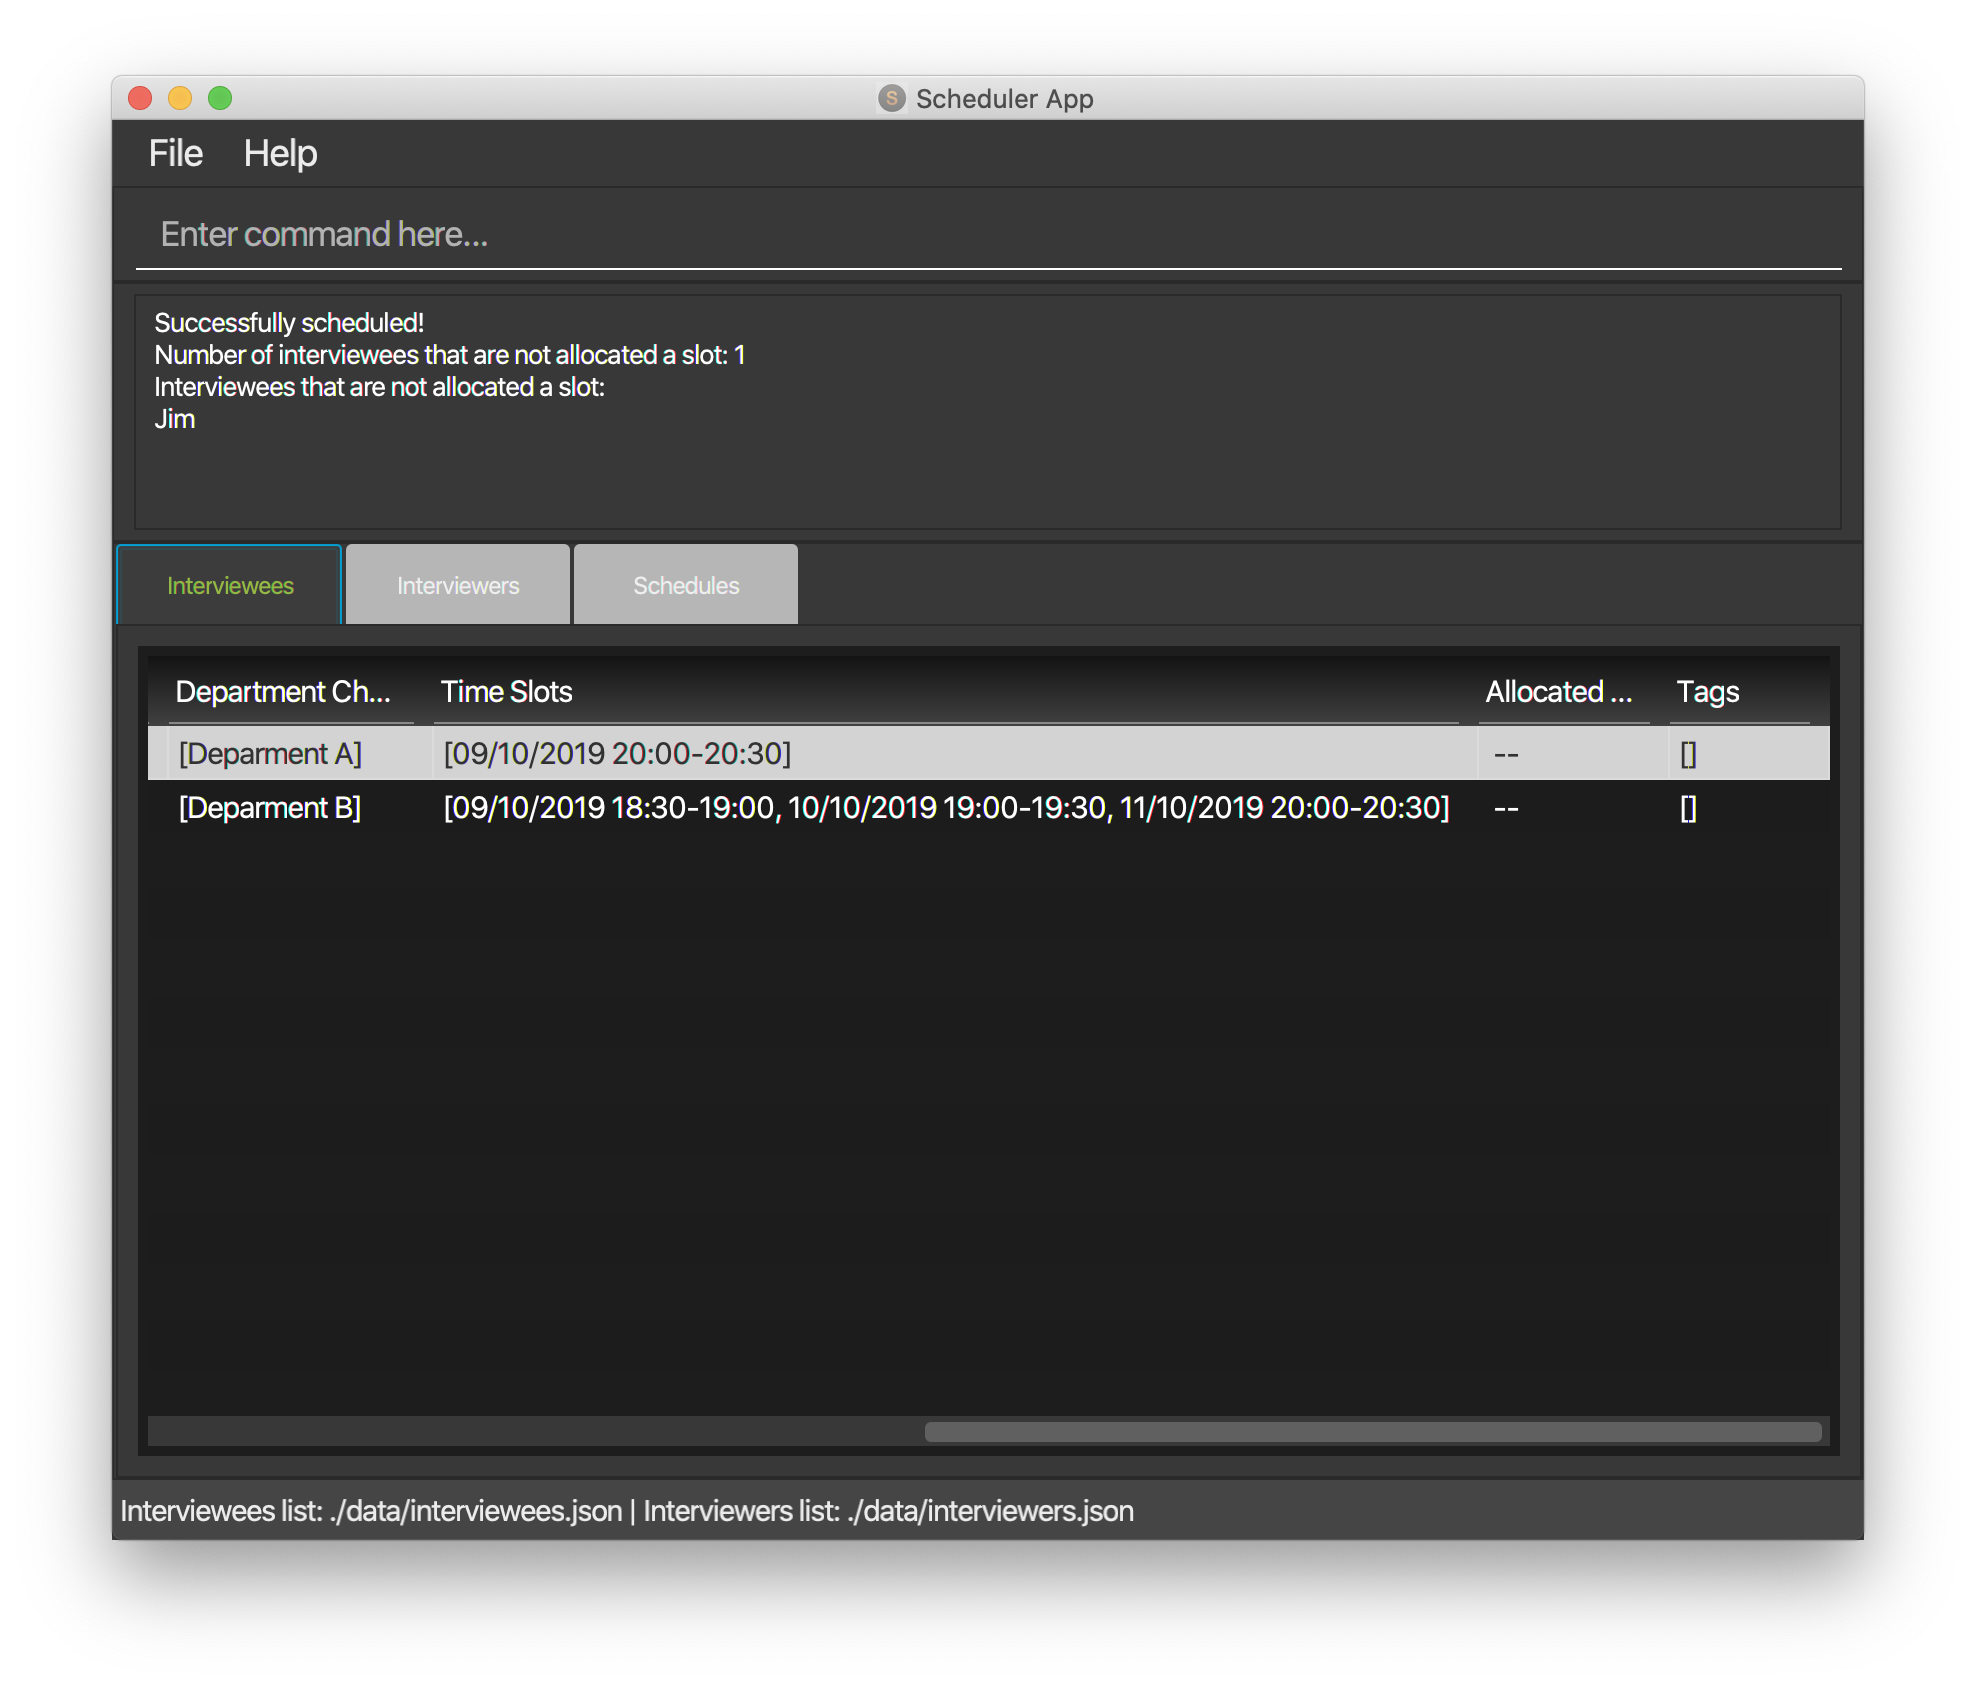 S Scheduler App
File Help
Enter command here...
Successfully scheduled!
Number of interviewees that are not allocated a slot: 1
Interviewees that are not allocated a slot:
Jim
Interviewees Interviewers Schedules
Department Ch... Time Slots Allocated ... Tags
[Deparment A] [09/10/2019 20:00-20:30] -- []
[Deparment B] [09/10/2019 18:30-19:00, 10/10/2019 19:00-19:30, 11/10/2019 20:00-20:30] -- []
Interviewees list: ./data/interviewees.json | Interviewers list: ./data/interviewers.json